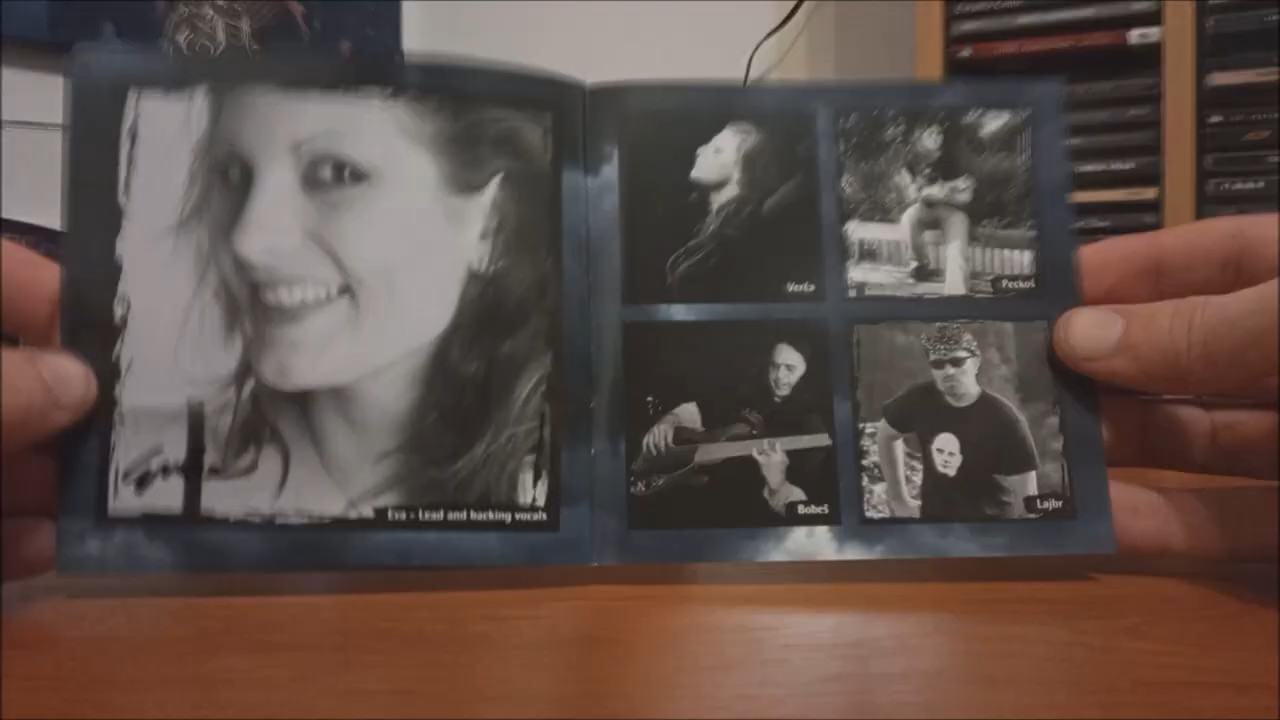 Eva - Lead and backing vocals
Verča
Peckoš
Bobeš
Lajbr